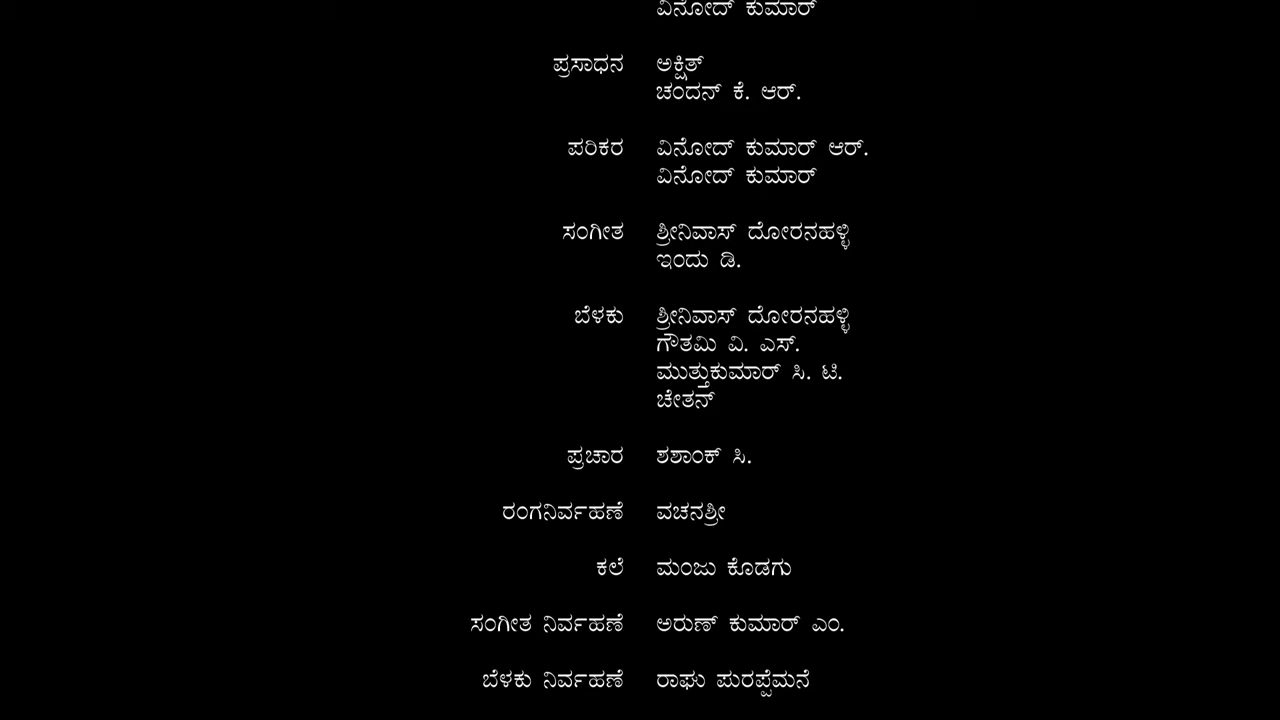 ವಿನೋದ್ ಕುಮಾರ್
ಪ್ರಸಾಧನ ಅಕ್ಷಿತ್
ಚಂದನ್ ಕೆ. ಆರ್.
ಪರಿಕರ ವಿನೋದ್ ಕುಮಾರ್ ಆರ್.
ವಿನೋದ್ ಕುಮಾರ್
ಸಂಗೀತ ಶ್ರೀನಿವಾಸ್ ದೋರನಹಳ್ಳಿ
ಇಂದು ಡಿ.
ಬೆಳಕು ಶ್ರೀನಿವಾಸ್ ದೋರನಹಳ್ಳಿ
ಗೌತಮಿ ವಿ. ಎಸ್.
ಮುತ್ತುಕುಮಾರ್ ಸಿ. ಟಿ.
ಚೇತನ್
ಪ್ರಚಾರ ಶಶಾಂಕ್ ಸಿ.
ರಂಗನಿರ್ವಹಣೆ ವಚನಶ್ರೀ
ಕಲೆ ಮಂಜು ಕೊಡಗು
ಸಂಗೀತ ನಿರ್ವಹಣೆ ಅರುಣ್ ಕುಮಾರ್ ಎಂ.
ಬೆಳಕು ನಿರ್ವಹಣೆ ರಾಘು ಪುರಪ್ಪೆಮನೆ